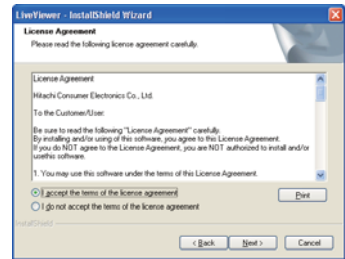 LiveViewer - InstallShield Wizard
License Agreement
Please read the following license agreement carefully.
License Agreement
Hitachi Consumer Electronics Co., Ltd.
To the Customer/User:
Be sure to read the following "License Agreement" carefully.
By installing and/or using of this software, you agree to this License Agreement.
If you do NOT agree to the License Agreement, you are NOT authorized to install and/or
usethis software.
1. You may use this software under the terms of this License Agreement.
I accept the terms of the license agreement
Print
I do not accept the terms of the license agreement
InstallShield
< Back Next > Cancel